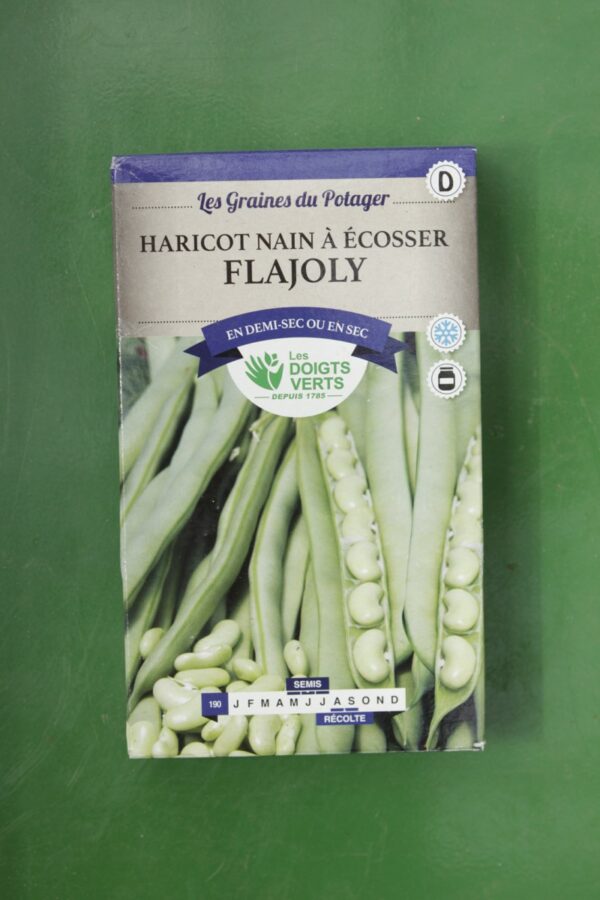 D
Les Graines du Potager
HARICOT NAIN À ÉCOSSER
FLAJOLY
EN DEMI-SEC OU EN SEC
Les
DOIGTS
VERTS
DEPUIS 1785
SEMIS
190 J F M A M J J A S O N D
RÉCOLTE